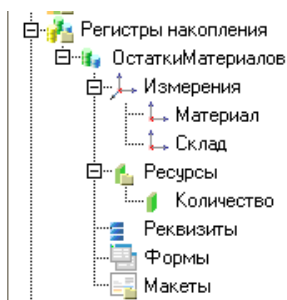 Регистры накопления
ОстаткиМатериалов
Измерения
Материал
Склад
Ресурсы
Количество
Реквизиты
Формы
Макеты